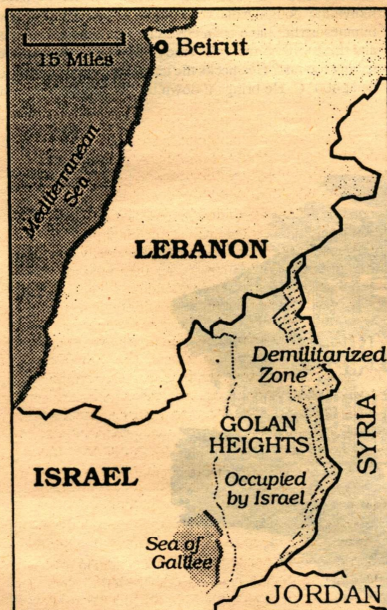 Beirut
15 Miles
Mediterranean
Sea
LEBANON
Demilitarized
Zone
SYRIA
GOLAN
HEIGHTS
ISRAEL
Occupied
by Israel
Sea of
Galilee
JORDAN